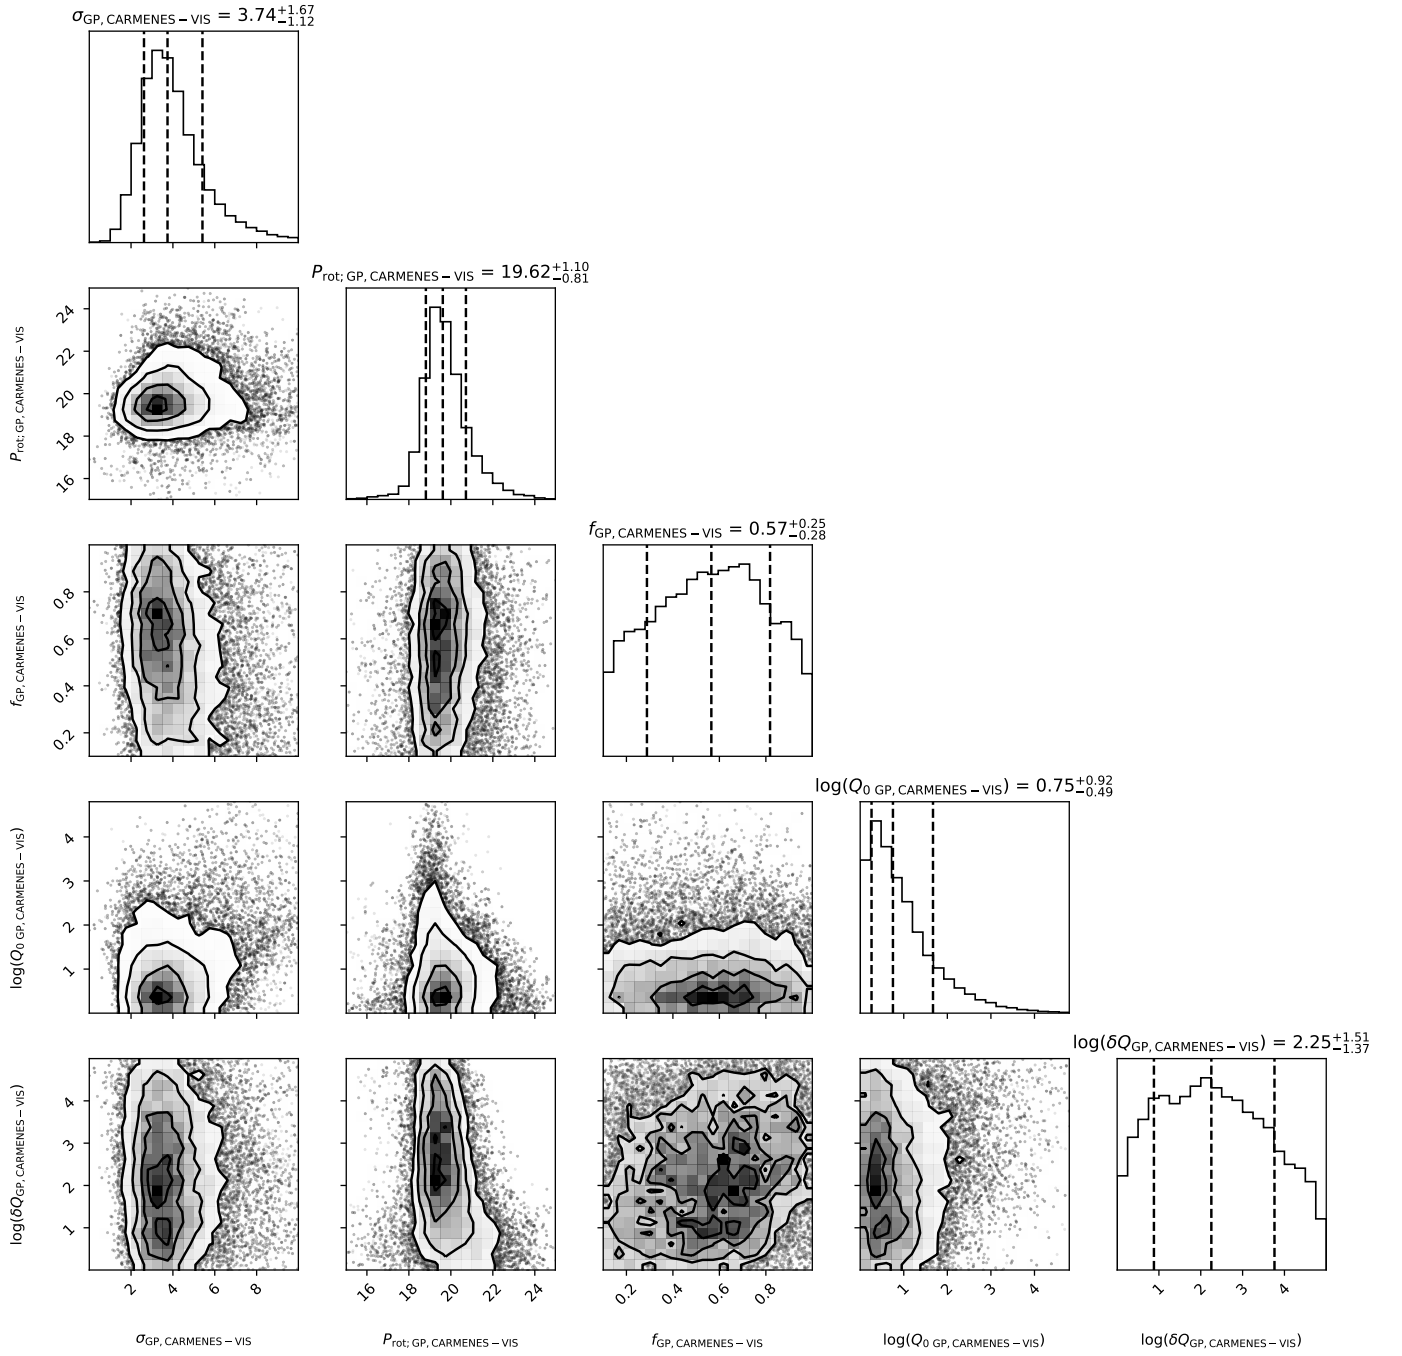 σGP, CARMENES − VIS = 3.74+1.67−1.12
Prot; GP, CARMENES − VIS = 19.62+1.10−0.81
24
22
20
18
16
Prot; GP, CARMENES − VIS
fGP, CARMENES − VIS = 0.57+0.25−0.28
0.8
0.6
0.4
0.2
fGP, CARMENES − VIS
log(Q0 GP, CARMENES − VIS) = 0.75+0.92−0.49
4
3
2
1
log(Q0 GP, CARMENES − VIS)
log(δQGP, CARMENES − VIS) = 2.25+1.51−1.37
4
3
2
1
log(δQGP, CARMENES − VIS)
2 4 6 8 16 18 20 22 24 0.2 0.4 0.6 0.8 1 2 3 4 1 2 3 4
σGP, CARMENES − VIS Prot; GP, CARMENES − VIS fGP, CARMENES − VIS log(Q0 GP, CARMENES − VIS) log(δQGP, CARMENES − VIS)